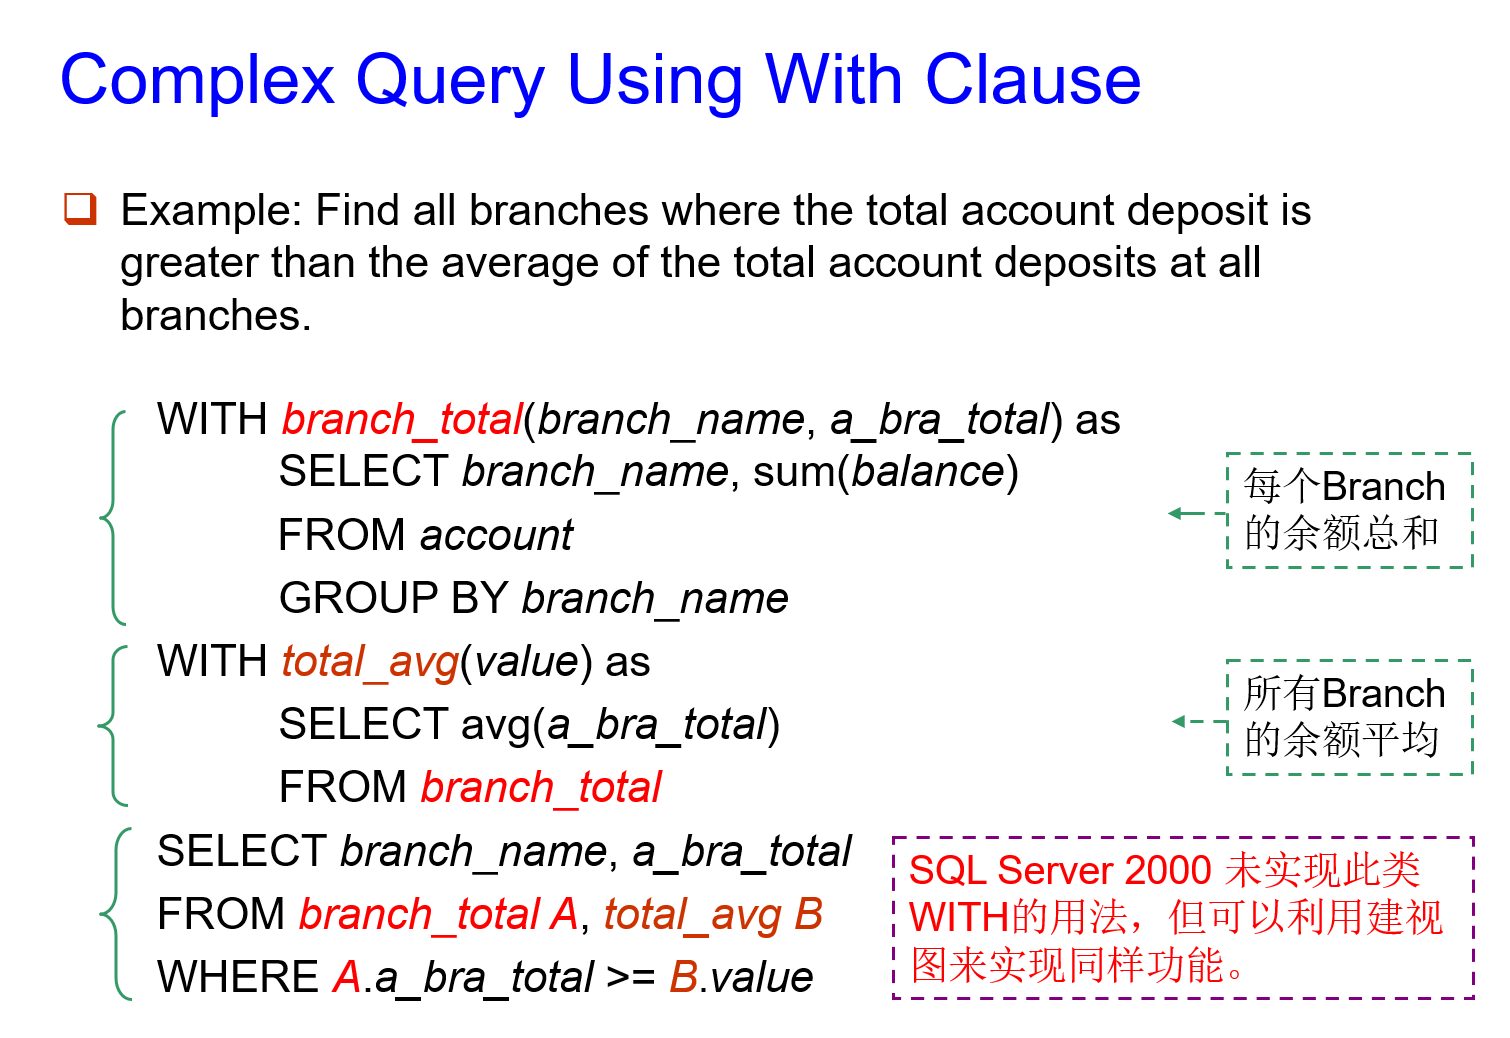 Complex Query Using With Clause
Example: Find all branches where the total account deposit is
greater than the average of the total account deposits at all
branches.
WITH branch_total(branch_name, a_bra_total) as
SELECT branch_name, sum(balance)
FROM account
GROUP BY branch_name
每个Branch
的余额总和
WITH total_avg(value) as
SELECT avg(a_bra_total)
FROM branch_total
所有Branch
的余额平均
SELECT branch_name, a_bra_total
FROM branch_total A, total_avg B
WHERE A.a_bra_total >= B.value
SQL Server 2000 未实现此类
WITH的用法，但可以利用建视
图来实现同样功能。